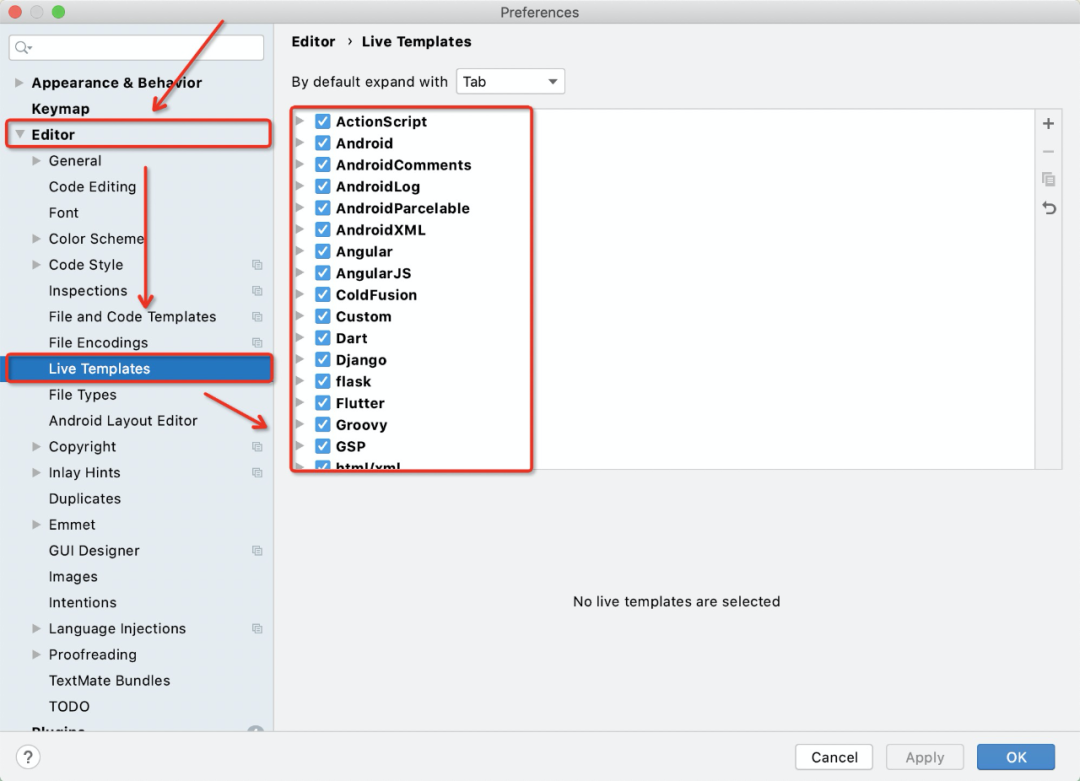 Preferences
Appearance & Behavior
Keymap
Editor
General
Code Editing
Font
Color Scheme
Code Style
Inspections
File and Code Templates
File Encodings
Live Templates
File Types
Android Layout Editor
Copyright
Inlay Hints
Duplicates
Emmet
GUI Designer
Images
Intentions
Language Injections
Proofreading
TextMate Bundles
TODO
Plugins
Editor › Live Templates
By default expand with Tab
ActionScript
Android
AndroidComments
AndroidLog
AndroidParcelable
AndroidXML
Angular
AngularJS
ColdFusion
Custom
Dart
Django
flask
Flutter
Groovy
GSP
html/xml
No live templates are selected
?
Cancel
Apply
OK